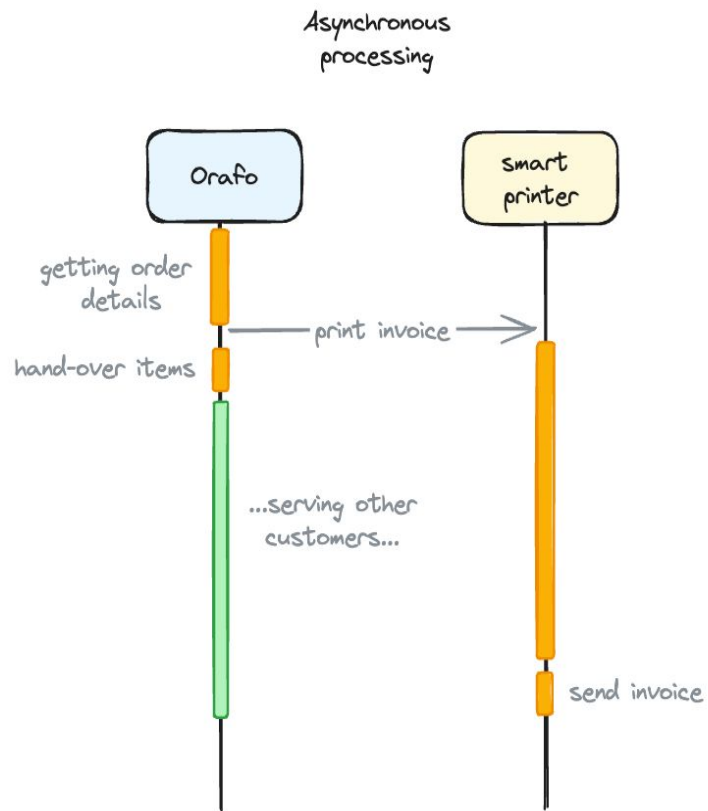 Asynchronous
processing
Orafo
smart
printer
getting order
details
print invoice
hand-over items
...serving other
customers...
send invoice